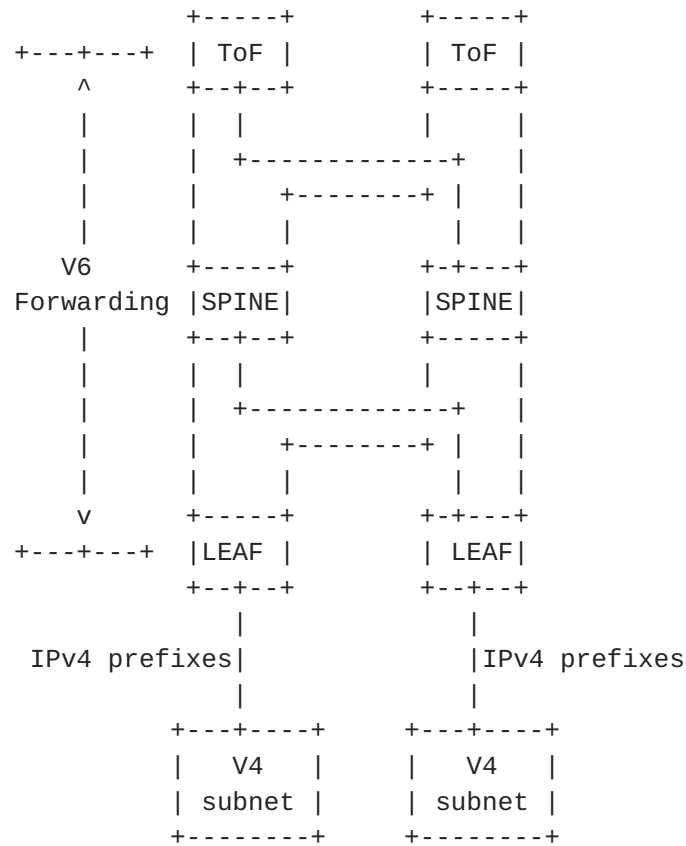 ToF ToF
V6
Forwarding SPINE SPINE
LEAF LEAF
IPv4 prefixes IPv4 prefixes
V4 V4
subnet subnet